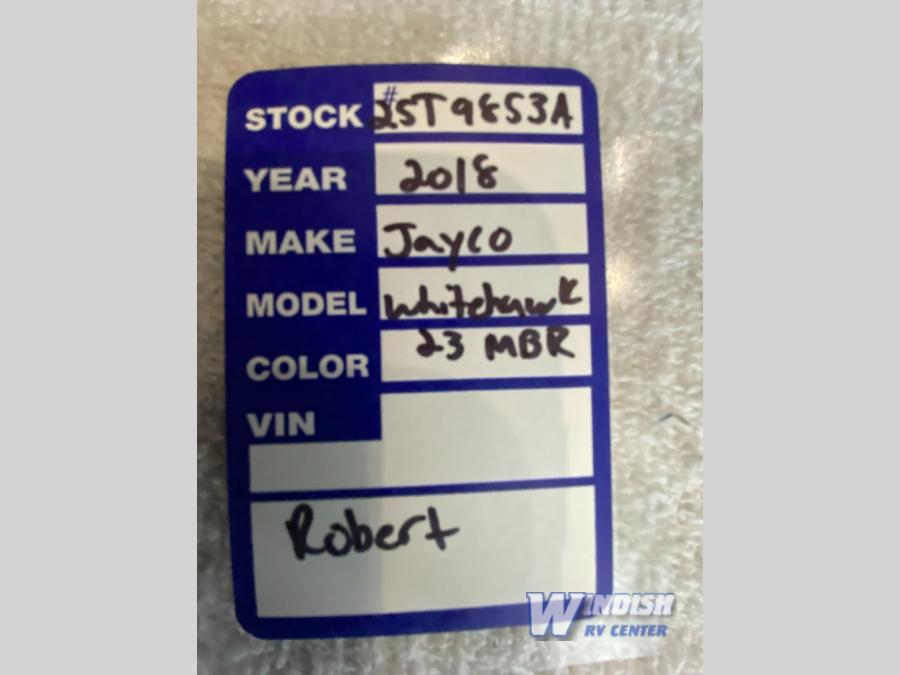 STOCK #25T9853A
YEAR 2018
MAKE Jayco
MODEL Whitehawk
COLOR 23 MBR
VIN
Robert
WINDISH
RV CENTER